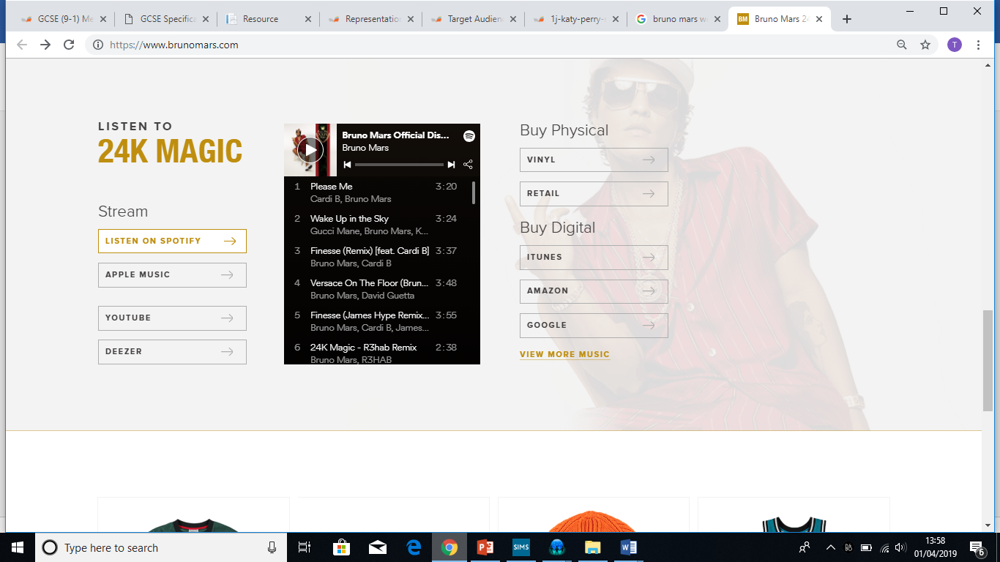 GCSE (9-1) Me
GCSE Specifica
Resource
Representatio
Target Audien
1j-katy-perry-
bruno mars w
BM
Bruno Mars 24
https://www.brunomars.com
T
LISTEN TO
24K MAGIC
Stream
LISTEN ON SPOTIFY
APPLE MUSIC
YOUTUBE
DEEZER
Bruno Mars Official Dis...
Bruno Mars
1 Please Me 3:20
Cardi B, Bruno Mars
2 Wake Up in the Sky 3:24
Gucci Mane, Bruno Mars, K...
3 Finesse (Remix) [feat. Cardi B] 3:37
Bruno Mars, Cardi B
4 Versace On The Floor (Brun... 3:48
Bruno Mars, David Guetta
5 Finesse (James Hype Remix... 3:55
Bruno Mars, Cardi B, James...
6 24K Magic - R3hab Remix 2:38
Bruno Mars, R3HAB
Buy Physical
VINYL
RETAIL
Buy Digital
ITUNES
AMAZON
GOOGLE
VIEW MORE MUSIC
Type here to search
SIMS
13:58
01/04/2019
6